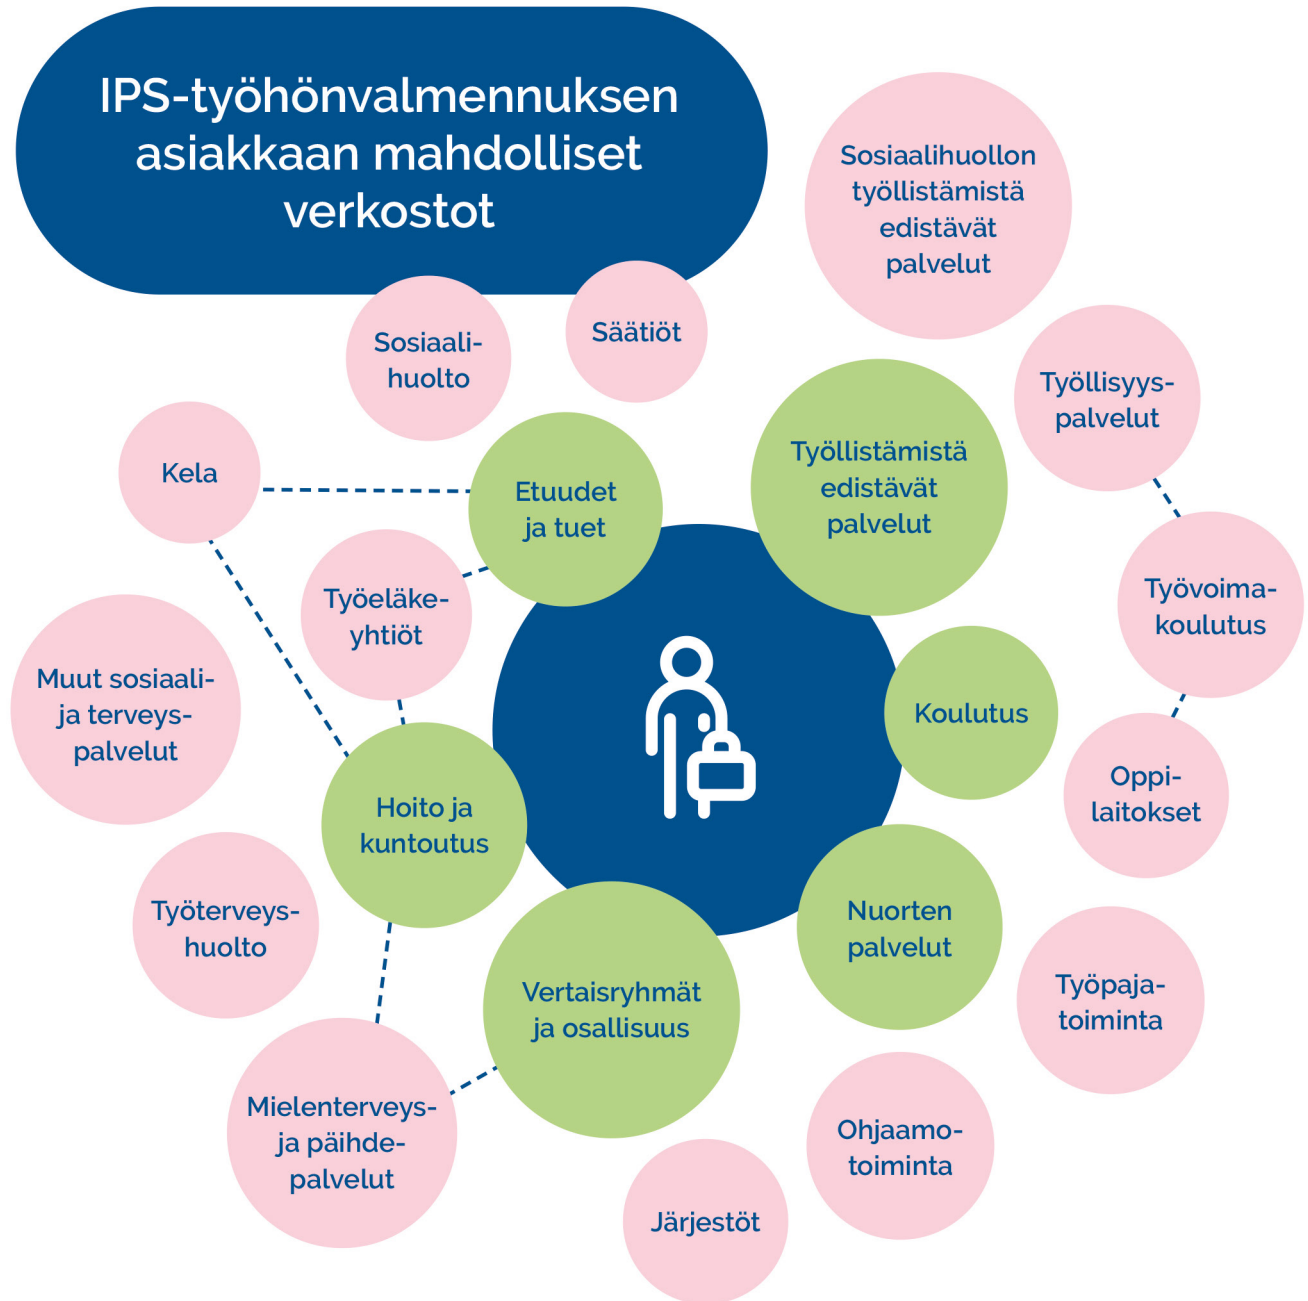 IPS-työhönvalmennuksen
asiakkaan mahdolliset
verkostot
Sosiaalihuollon
työllistämistä
edistävät
palvelut
Sosiaali-
huolto
Säätiöt
Työllisyys-
palvelut
Kela
Etuudet
ja tuet
Työllistämistä
edistävät
palvelut
Työeläke-
yhtiöt
Työvoima-
koulutus
Muut sosiaali-
ja terveys-
palvelut
Koulutus
Hoito ja
kuntoutus
Oppi-
laitokset
Työterveys-
huolto
Nuorten
palvelut
Vertaisryhmät
ja osallisuus
Työpaja-
toiminta
Mielenterveys-
ja päihde-
palvelut
Ohjaamo-
toiminta
Järjestöt